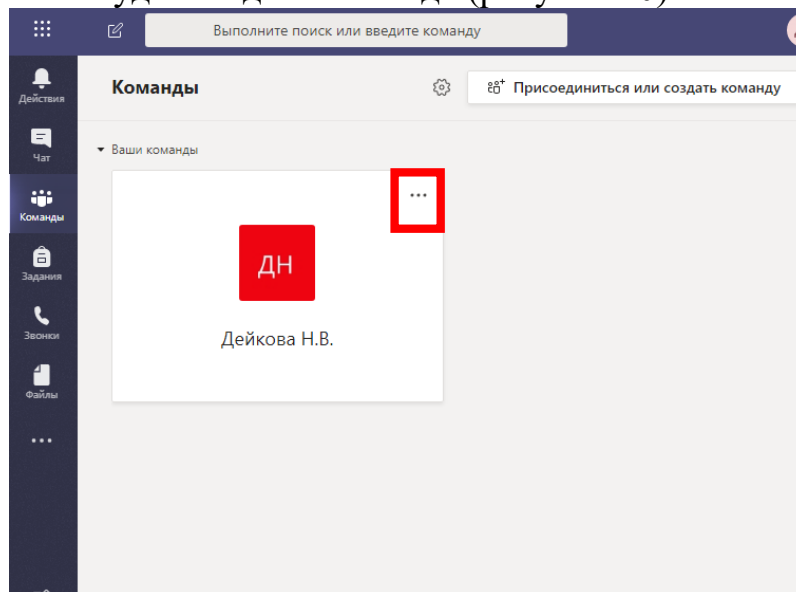 Выполните поиск или введите команду
Команды
Присоединиться или создать команду
Действия
Чат
Команды
Задания
Звонки
Файлы
Ваши команды
ДН
Дейкова Н.В.